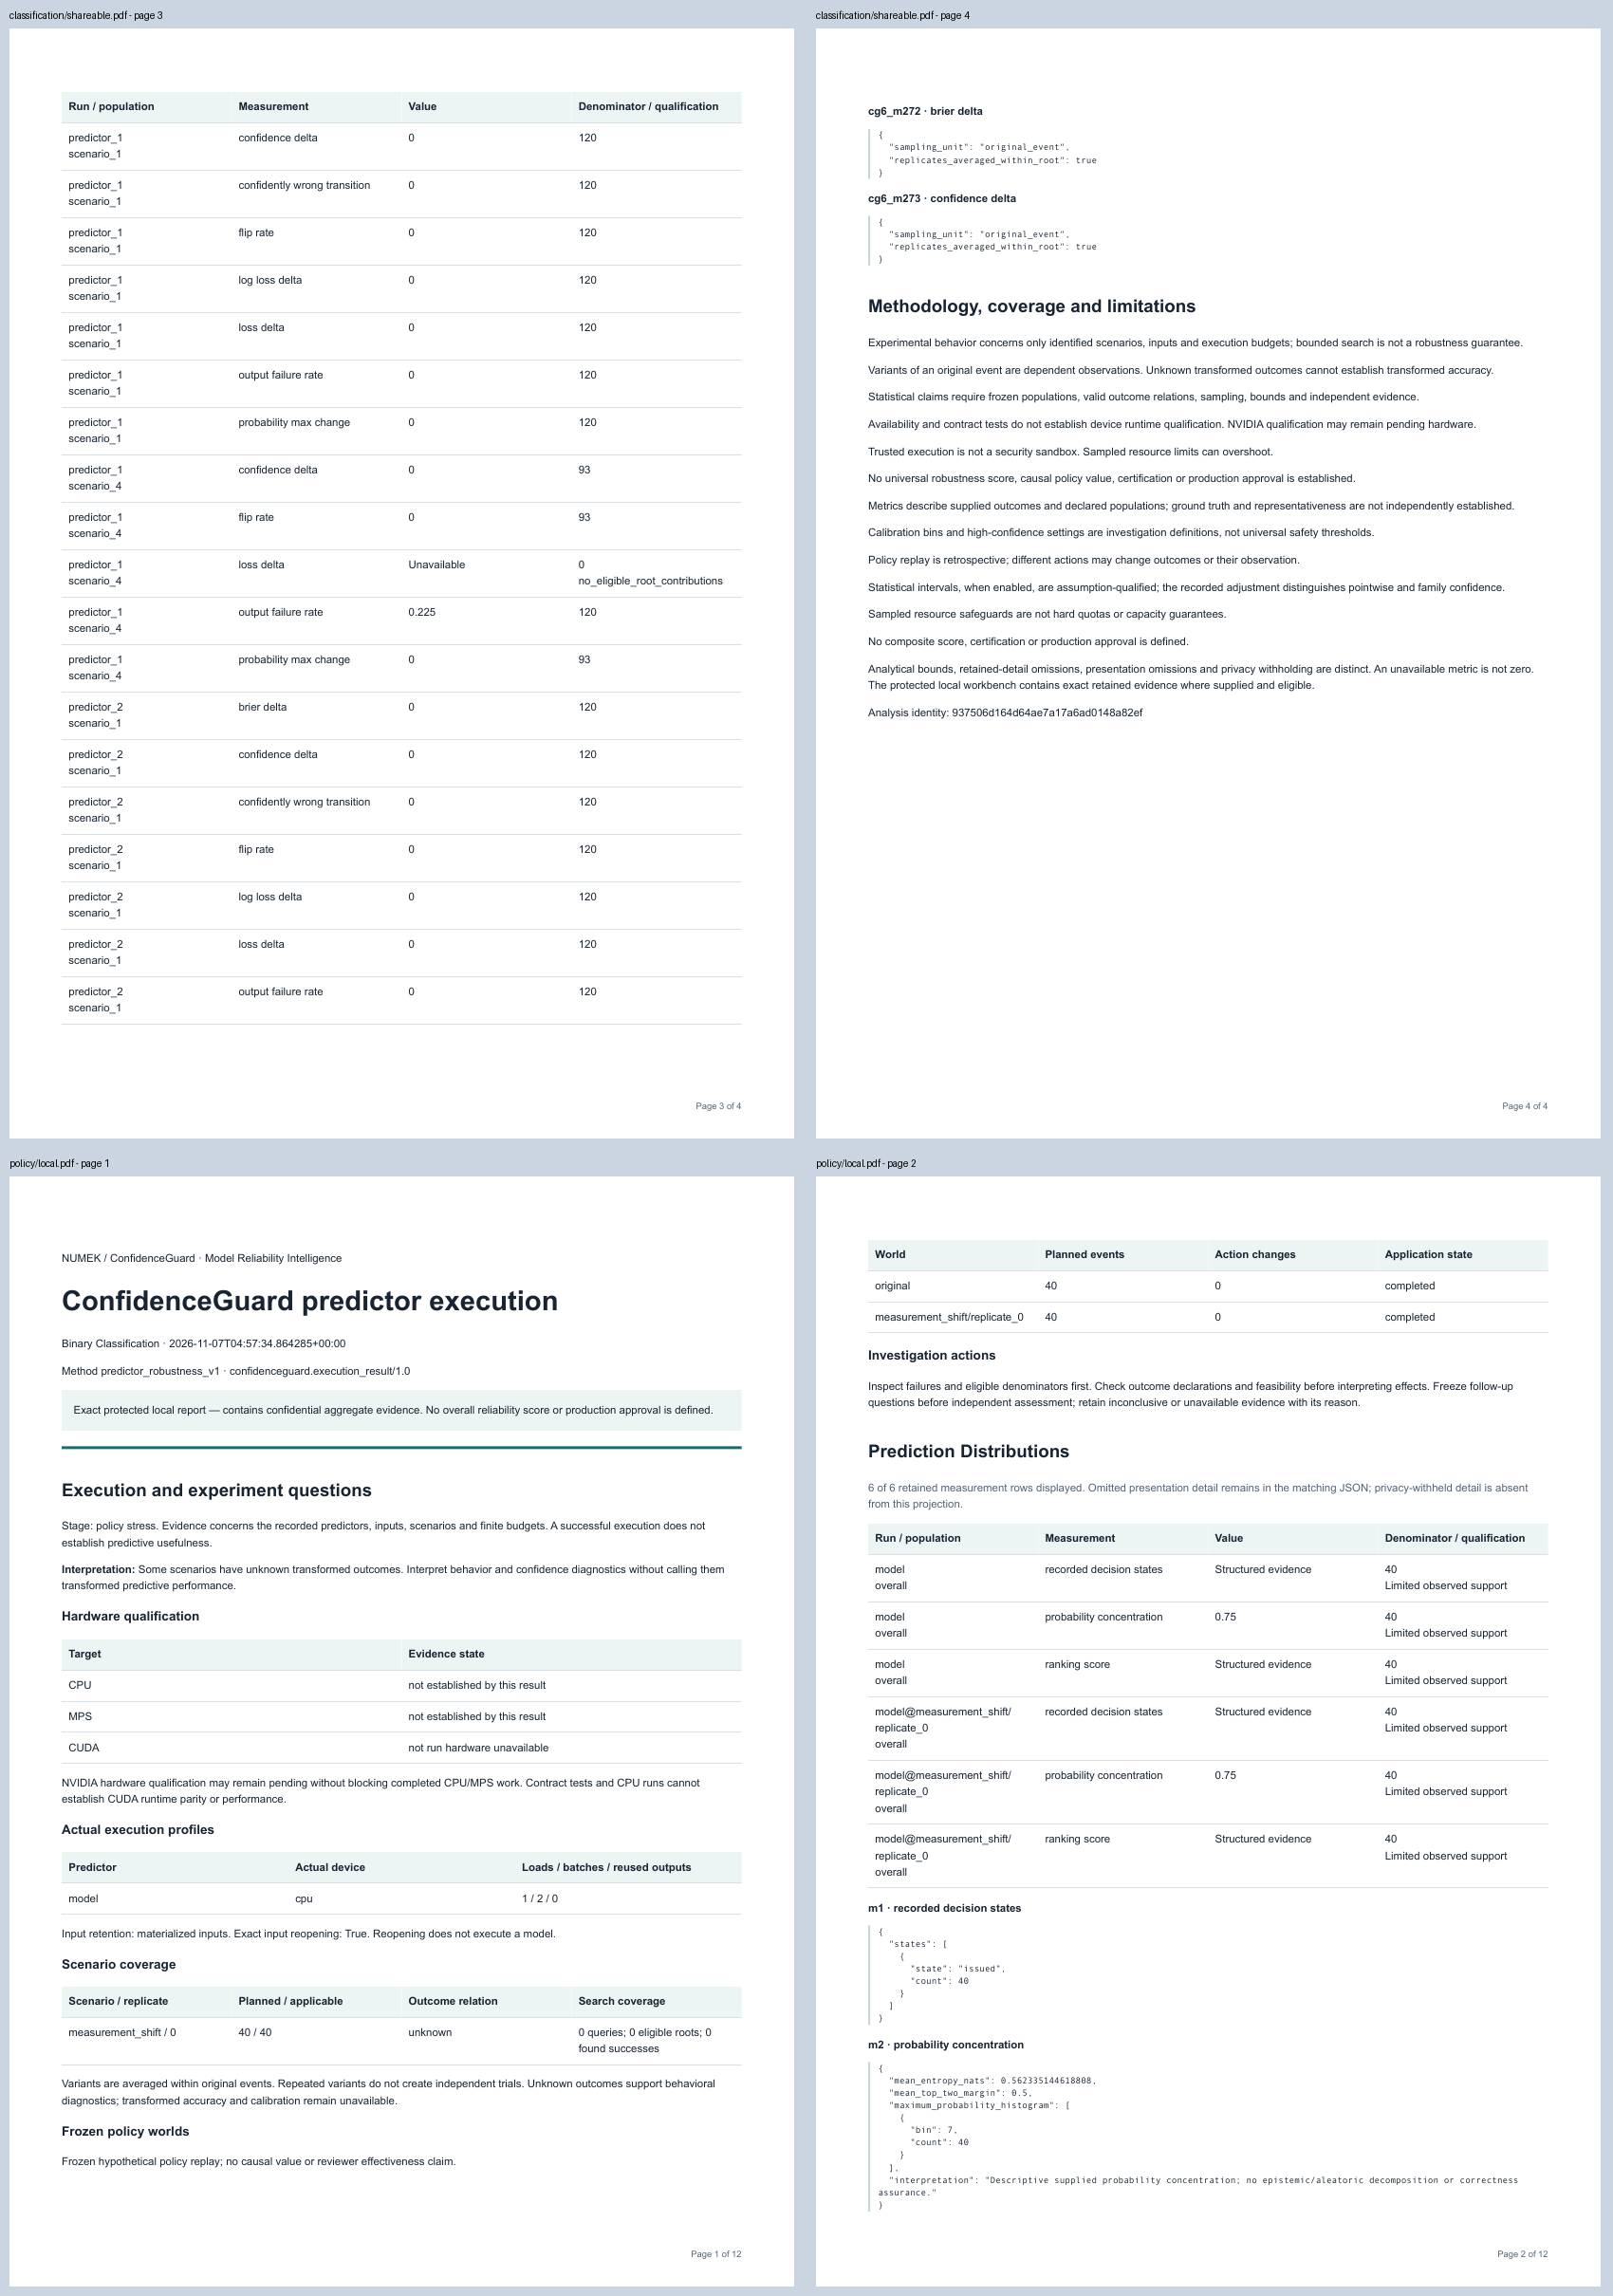 classification/shareable.pdf - page 3
Run / population Measurement Value Denominator / qualification
predictor_1 confidence delta 0 120
scenario_1
predictor_1 confidently wrong transition 0 120
scenario_1
predictor_1 flip rate 0 120
scenario_1
predictor_1 log loss delta 0 120
scenario_1
predictor_1 loss delta 0 120
scenario_1
predictor_1 output failure rate 0 120
scenario_1
predictor_1 probability max change 0 120
scenario_1
predictor_1 confidence delta 0 93
scenario_4
predictor_1 flip rate 0 93
scenario_4
predictor_1 loss delta Unavailable 0
scenario_4 no_eligible_root_contributions
predictor_1 output failure rate 0.225 120
scenario_4
predictor_1 probability max change 0 93
scenario_4
predictor_2 brier delta 0 120
scenario_1
predictor_2 confidence delta 0 120
scenario_1
predictor_2 confidently wrong transition 0 120
scenario_1
predictor_2 flip rate 0 120
scenario_1
predictor_2 log loss delta 0 120
scenario_1
predictor_2 loss delta 0 120
scenario_1
predictor_2 output failure rate 0 120
scenario_1
Page 3 of 4
classification/shareable.pdf - page 4
cg6_m272 · brier delta
{
"sampling_unit": "original_event",
"replicates_averaged_within_root": true
}
cg6_m273 · confidence delta
{
"sampling_unit": "original_event",
"replicates_averaged_within_root": true
}
Methodology, coverage and limitations
Experimental behavior concerns only identified scenarios, inputs and execution budgets; bounded search is not a robustness guarantee.
Variants of an original event are dependent observations. Unknown transformed outcomes cannot establish transformed accuracy.
Statistical claims require frozen populations, valid outcome relations, sampling, bounds and independent evidence.
Availability and contract tests do not establish device runtime qualification. NVIDIA qualification may remain pending hardware.
Trusted execution is not a security sandbox. Sampled resource limits can overshoot.
No universal robustness score, causal policy value, certification or production approval is established.
Metrics describe supplied outcomes and declared populations; ground truth and representativeness are not independently established.
Calibration bins and high-confidence settings are investigation definitions, not universal safety thresholds.
Policy replay is retrospective; different actions may change outcomes or their observation.
Statistical intervals, when enabled, are assumption-qualified; the recorded adjustment distinguishes pointwise and family confidence.
Sampled resource safeguards are not hard quotas or capacity guarantees.
No composite score, certification or production approval is defined.
Analytical bounds, retained-detail omissions, presentation omissions and privacy withholding are distinct. An unavailable metric is not zero.
The protected local workbench contains exact retained evidence where supplied and eligible.
Analysis identity: 937506d164d64ae7a17a6ad0148a82ef
Page 4 of 4
policy/local.pdf - page 1
NUMEK / ConfidenceGuard · Model Reliability Intelligence
ConfidenceGuard predictor execution
Binary Classification · 2026-11-07T04:57:34.864285+00:00
Method predictor_robustness_v1 · confidenceguard.execution_result/1.0
Exact protected local report — contains confidential aggregate evidence. No overall reliability score or production approval is defined.
Execution and experiment questions
Stage: policy stress. Evidence concerns the recorded predictors, inputs, scenarios and finite budgets. A successful execution does not
establish predictive usefulness.
Interpretation: Some scenarios have unknown transformed outcomes. Interpret behavior and confidence diagnostics without calling them
transformed predictive performance.
Hardware qualification
Target Evidence state
CPU not established by this result
MPS not established by this result
CUDA not run hardware unavailable
NVIDIA hardware qualification may remain pending without blocking completed CPU/MPS work. Contract tests and CPU runs cannot
establish CUDA runtime parity or performance.
Actual execution profiles
Predictor Actual device Loads / batches / reused outputs
model cpu 1 / 2 / 0
Input retention: materialized inputs. Exact input reopening: True. Reopening does not execute a model.
Scenario coverage
Scenario / replicate Planned / applicable Outcome relation Search coverage
measurement_shift / 0 40 / 40 unknown 0 queries; 0 eligible roots; 0
found successes
Variants are averaged within original events. Repeated variants do not create independent trials. Unknown outcomes support behavioral
diagnostics; transformed accuracy and calibration remain unavailable.
Frozen policy worlds
Frozen hypothetical policy replay; no causal value or reviewer effectiveness claim.
Page 1 of 12
policy/local.pdf - page 2
World Planned events Action changes Application state
original 40 0 completed
measurement_shift/replicate_0 40 0 completed
Investigation actions
Inspect failures and eligible denominators first. Check outcome declarations and feasibility before interpreting effects. Freeze follow-up
questions before independent assessment; retain inconclusive or unavailable evidence with its reason.
Prediction Distributions
6 of 6 retained measurement rows displayed. Omitted presentation detail remains in the matching JSON; privacy-withheld detail is absent
from this projection.
Run / population Measurement Value Denominator / qualification
model recorded decision states Structured evidence 40
overall Limited observed support
model probability concentration 0.75 40
overall Limited observed support
model ranking score Structured evidence 40
overall Limited observed support
model@measurement_shift/ recorded decision states Structured evidence 40
replicate_0 Limited observed support
overall
model@measurement_shift/ probability concentration 0.75 40
replicate_0 Limited observed support
overall
model@measurement_shift/ ranking score Structured evidence 40
replicate_0 Limited observed support
overall
m1 · recorded decision states
{
"states": [
{
"state": "issued",
"count": 40
}
]
}
m2 · probability concentration
{
"mean_entropy_nats": 0.562335144618808,
"mean_top_two_margin": 0.5,
"maximum_probability_histogram": [
{
"bin": 7,
"count": 40
}
],
"interpretation": "Descriptive supplied probability concentration; no epistemic/aleatoric decomposition or correctness
assurance."
}
Page 2 of 12